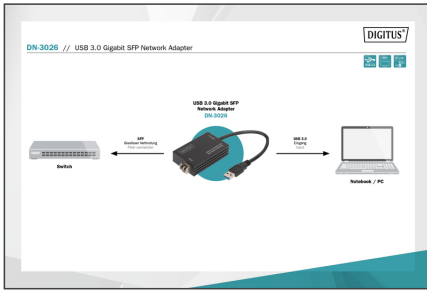 DIGITUS®
DN-3026 // USB 3.0 Gigabit SFP Network Adapter
USB 3.0 Gigabit SFP
Network Adapter
DN-3026
SFP
Glasfaser Verbindung
Fiber connection
USB 3.0
Eingang
Input
Switch
Notebook / PC